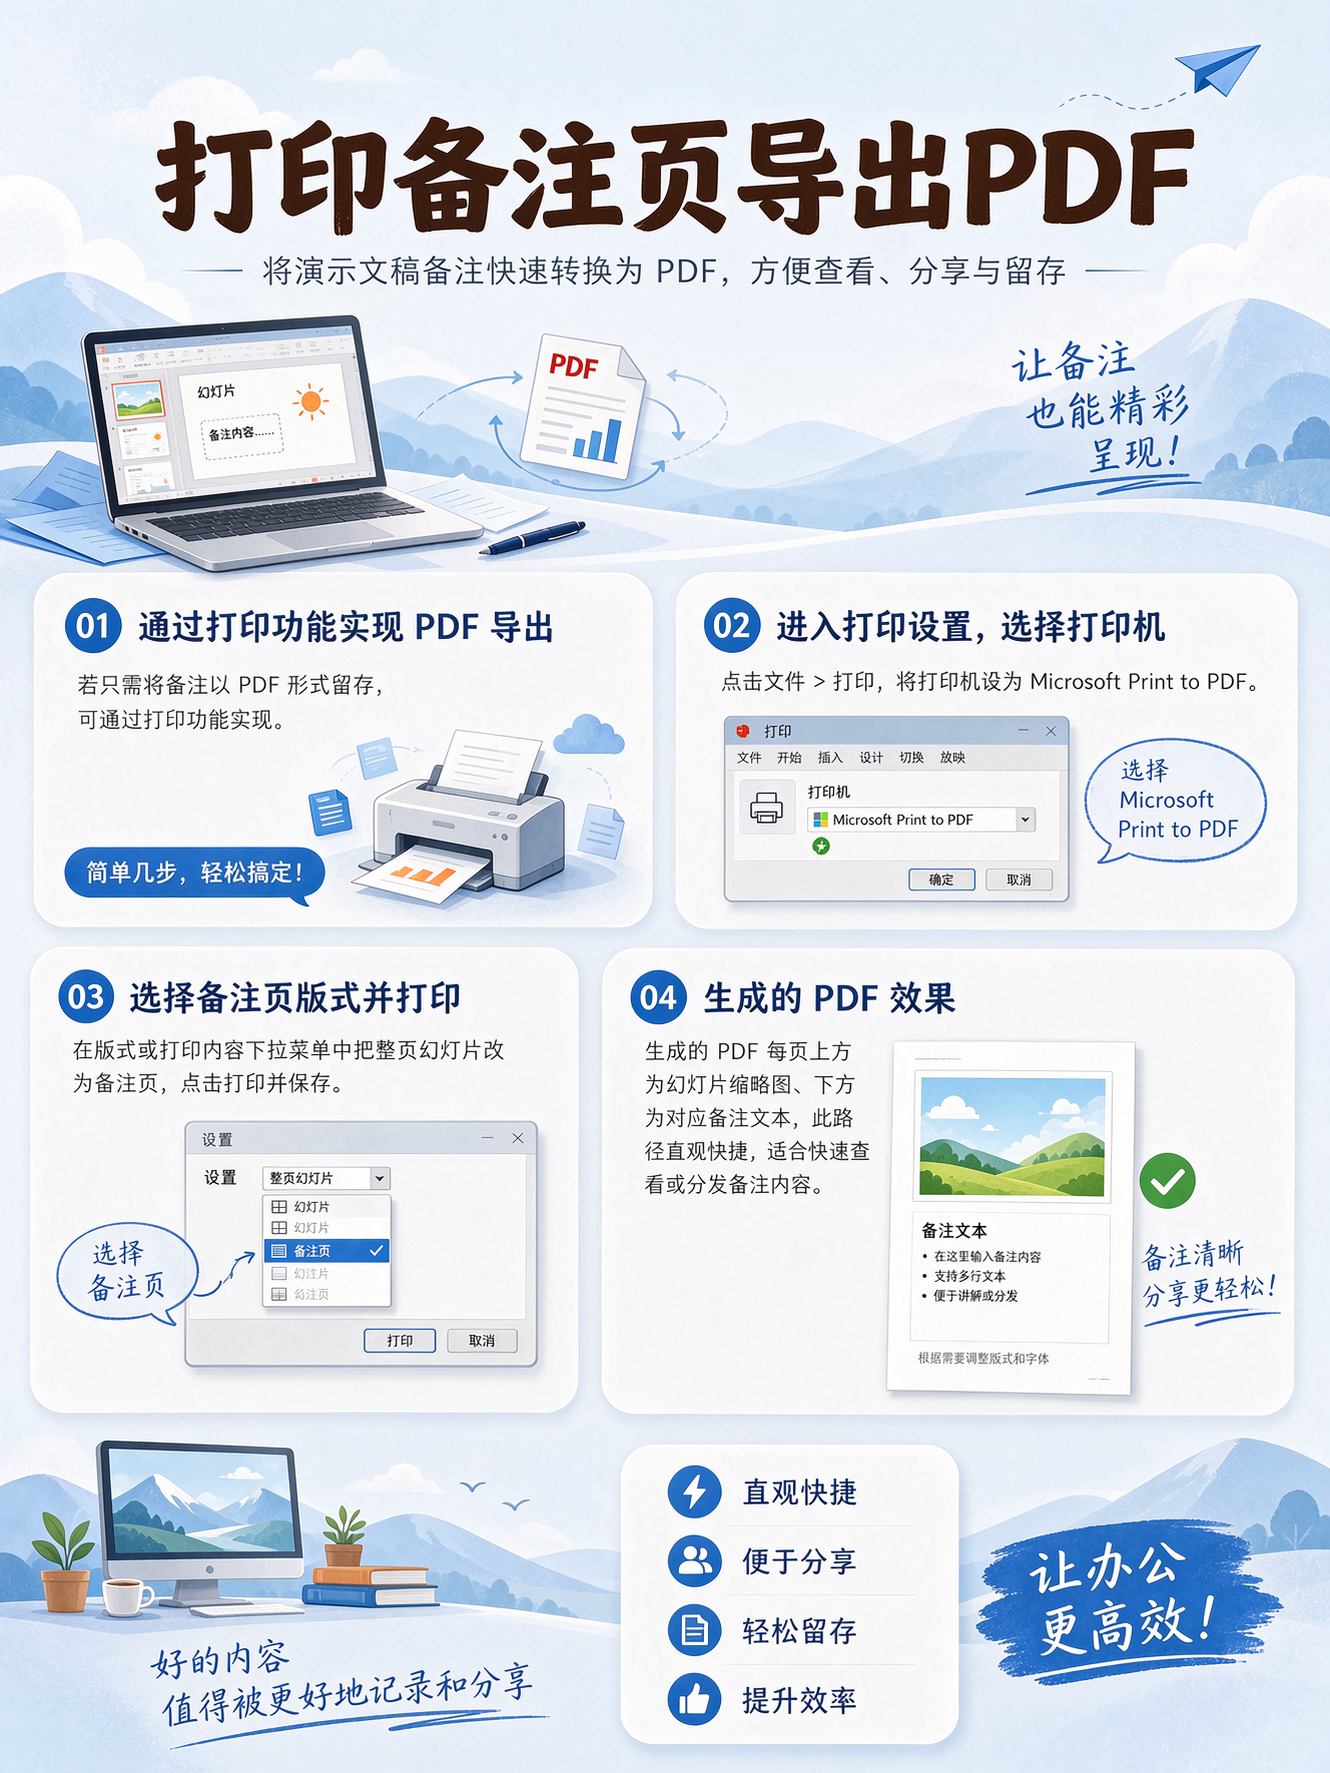 打印备注页导出PDF
将演示文稿备注快速转换为 PDF，方便查看、分享与留存
幻灯片
备注内容......
PDF
让备注
也能精彩
呈现！
01 通过打印功能实现 PDF 导出
若只需将备注以 PDF 形式留存，
可通过打印功能实现。
简单几步，轻松搞定！
02 进入打印设置，选择打印机
点击文件 > 打印，将打印机设为 Microsoft Print to PDF。
打印
文件 开始 插入 设计 切换 放映
打印机
Microsoft Print to PDF
确定 取消
选择
Microsoft
Print to PDF
03 选择备注页版式并打印
在版式或打印内容下拉菜单中把整页幻灯片改
为备注页，点击打印并保存。
设置
设置 整页幻灯片
幻灯片
幻灯片
备注页
打印 取消
选择
备注页
04 生成的 PDF 效果
生成的 PDF 每页上方
为幻灯片缩略图、下方
为对应备注文本，此路
径直观快捷，适合快速查
看或分发备注内容。
备注文本
• 在这里输入备注内容
• 支持多行文本
• 便于讲解或分发
根据需要调整版式和字体
备注清晰
分享更轻松！
好的内容
值得被更好地记录和分享
直观快捷
便于分享
轻松留存
提升效率
让办公
更高效！